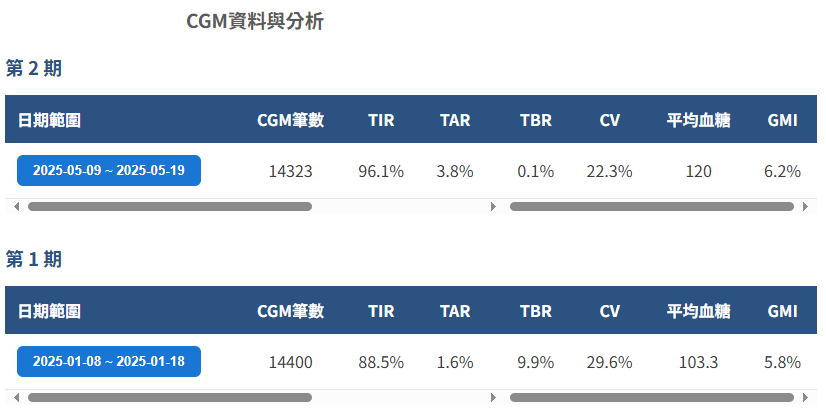 CGM資料與分析
第 2 期
日期範圍 CGM筆數 TIR TAR TBR CV 平均血糖 GMI
2025-05-09 ~ 2025-05-19 14323 96.1% 3.8% 0.1% 22.3% 120 6.2%
第 1 期
日期範圍 CGM筆數 TIR TAR TBR CV 平均血糖 GMI
2025-01-08 ~ 2025-01-18 14400 88.5% 1.6% 9.9% 29.6% 103.3 5.8%